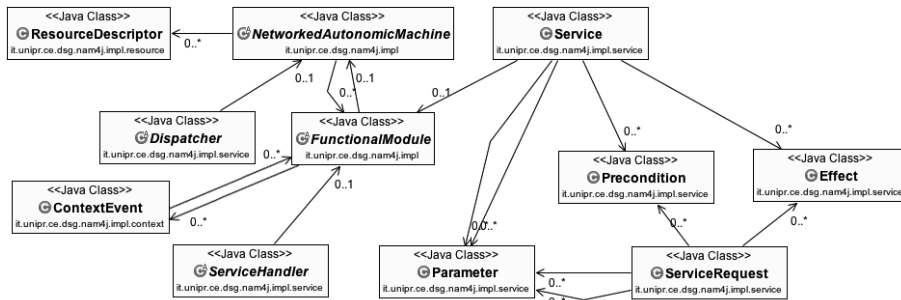 <<Java Class>>
ResourceDescriptor
it.unipr.ce.dsg.nam4j.impl.resource
0..*
<<Java Class>>
NetworkedAutonomicMachine
it.unipr.ce.dsg.nam4j.impl
<<Java Class>>
Service
it.unipr.ce.dsg.nam4j.impl.service
0..1
0..*
0..1
0..1
<<Java Class>>
Dispatcher
it.unipr.ce.dsg.nam4j.impl.service
<<Java Class>>
FunctionalModule
it.unipr.ce.dsg.nam4j.impl
0..*
0..*
0..*
0..1
<<Java Class>>
Precondition
it.unipr.ce.dsg.nam4j.impl.service
<<Java Class>>
Effect
it.unipr.ce.dsg.nam4j.impl.service
<<Java Class>>
ContextEvent
it.unipr.ce.dsg.nam4j.impl.context
0..*
0..*
0..*
<<Java Class>>
ServiceHandler
it.unipr.ce.dsg.nam4j.impl.service
0..*
<<Java Class>>
Parameter
it.unipr.ce.dsg.nam4j.impl.service
0..*
0..*
<<Java Class>>
ServiceRequest
it.unipr.ce.dsg.nam4j.impl.service